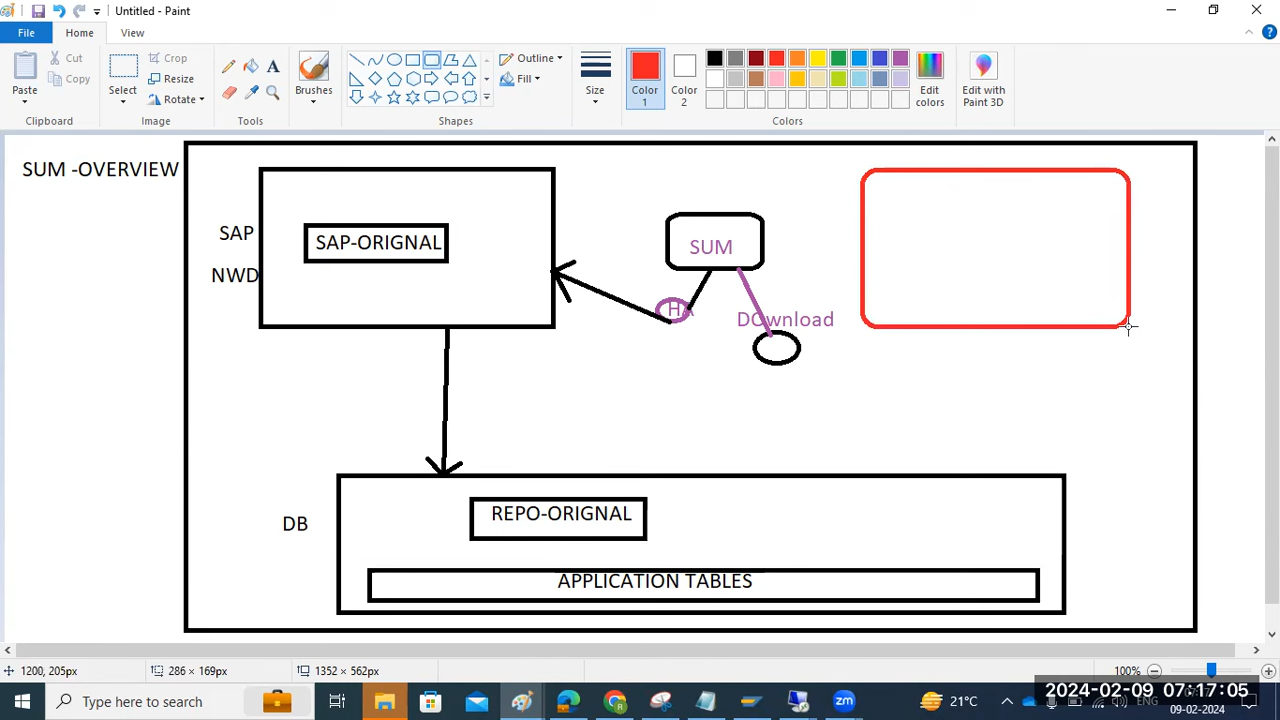 Untitled - Paint
File
Home
View
Paste
Cut
Copy
Clipboard
Select
Crop
Resize
Rotate
Image
A
Tools
Brushes
Outline
Fill
Shapes
Size
Color
1
Color
2
Edit
colors
Edit with
Paint 3D
Colors
SUM -OVERVIEW
SAP
NWD
SAP-ORIGNAL
SUM
HA
DOwnload
DB
REPO-ORIGNAL
APPLICATION TABLES
1200, 205px
286 × 169px
1352 × 562px
100%
Type here to search
zm
21°C
ENG
2024-02-09 07:17:05
09-02-2024